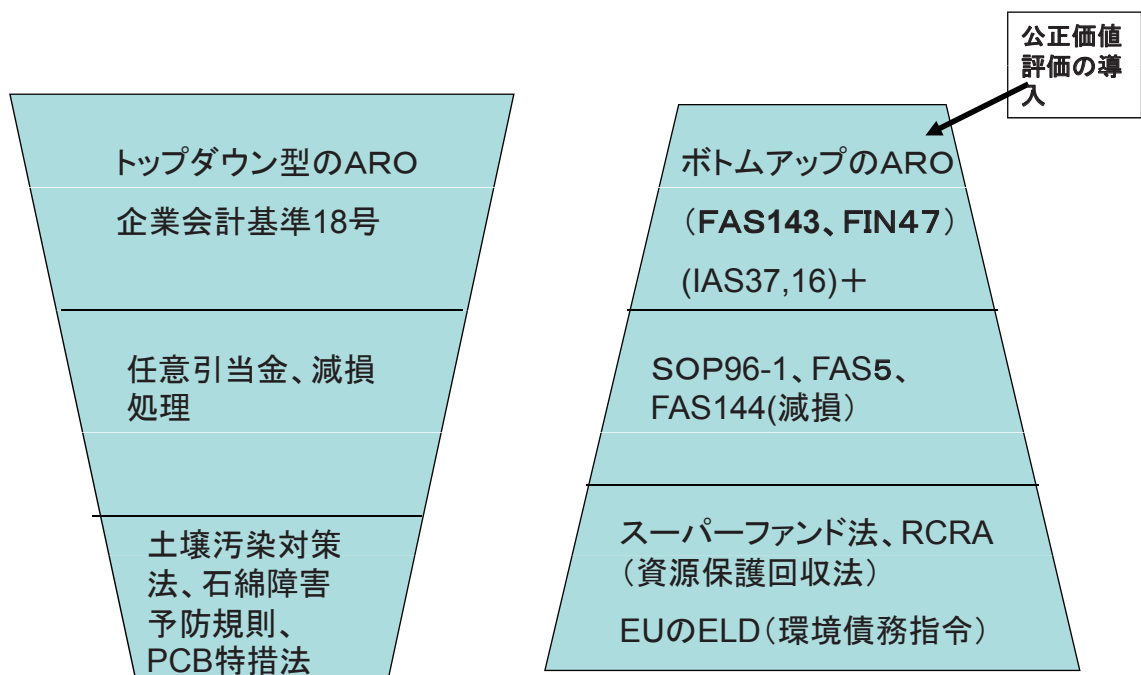 公正価値
評価の導
入
トップダウン型のARO
企業会計基準18号
任意引当金、減損
処理
土壌汚染対策
法、石綿障害
予防規則、
PCB特措法
ボトムアップのARO
（FAS143、FIN47）
(IAS37,16)＋
SOP96-1、FAS5、
FAS144(減損）
スーパーファンド法、RCRA
（資源保護回収法）
EUのELD（環境債務指令）